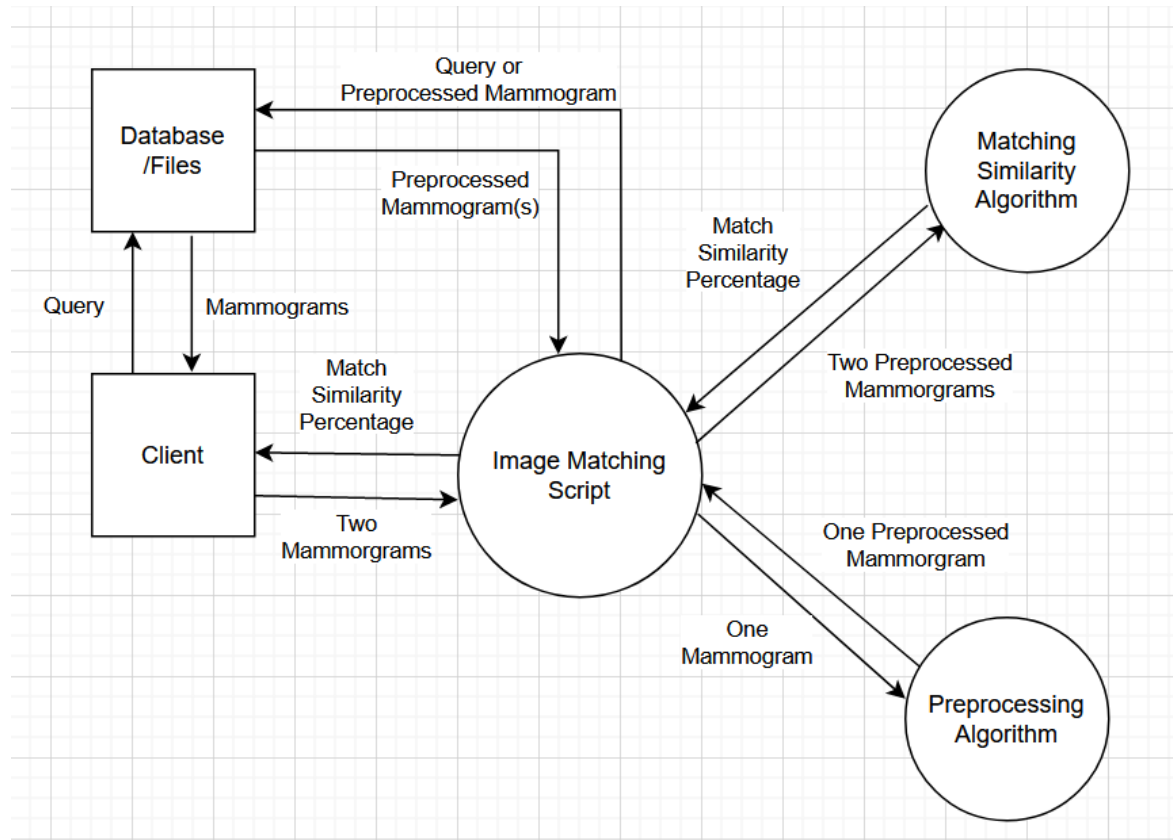 Query or
Preprocessed Mammogram
Database
/Files
Matching
Similarity
Algorithm
Preprocessed
Mammogram(s)
Match
Similarity
Percentage
Query
Mammograms
Match
Similarity
Percentage
Two Preprocessed
Mammorgrams
Client
Image Matching
Script
Two
Mammorgrams
One Preprocessed
Mammorgram
One
Mammogram
Preprocessing
Algorithm